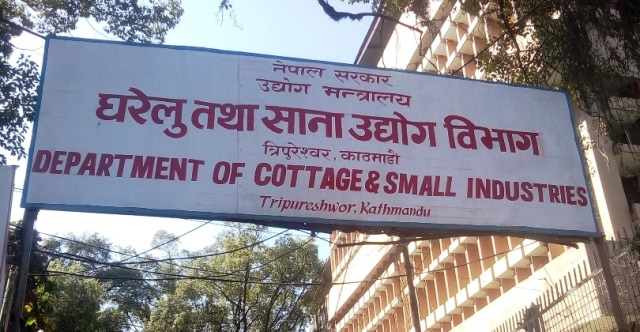 नेपाल सरकार
उद्योग मन्त्रालय
घरेलु तथा साना उद्योग विभाग
त्रिपुरेश्वर, काठमाडौं
DEPARTMENT OF COTTAGE & SMALL INDUSTRIES
Tripureshwor, Kathmandu